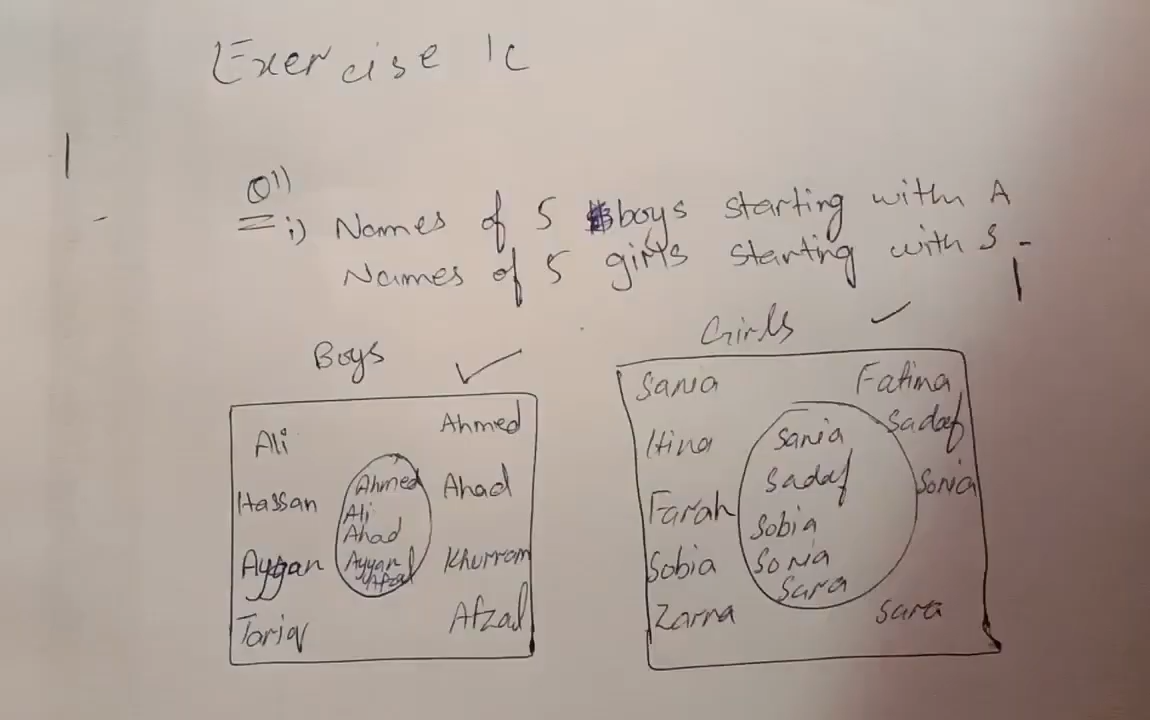 Exercise 1c
Q1)
i) Names of 5 boys starting with A
Names of 5 girls starting with S.
Boys
Ali
Ahmed
Hassan
Ahad
Ayyan
Khurram
Tariq
Afzal
Ahmed
Ali
Ahad
Ayyan
Afzal
Girls
Sania
Fatima
Hina
Sadaf
Farah
Sonia
Sobia
Zarna
Sara
Sania
Sadaf
Sobia
Sonia
Sara